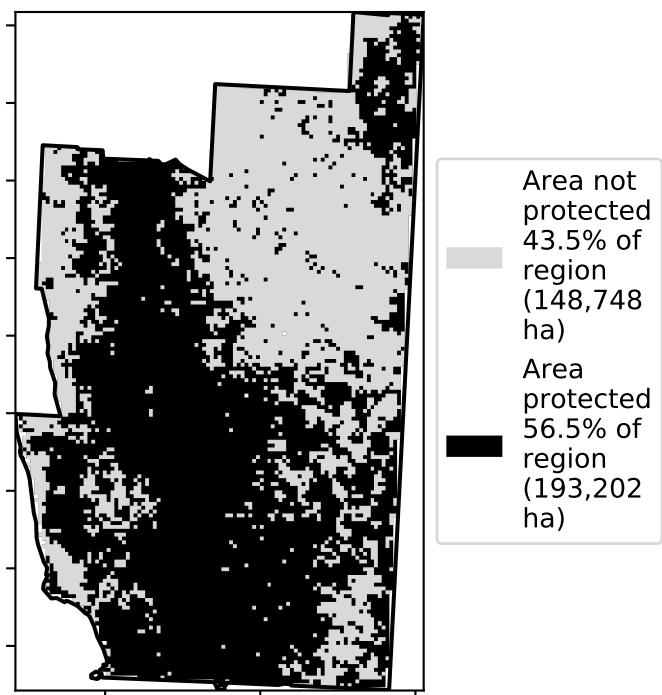 Area not
protected
43.5% of
region
(148,748
ha)
Area
protected
56.5% of
region
(193,202
ha)